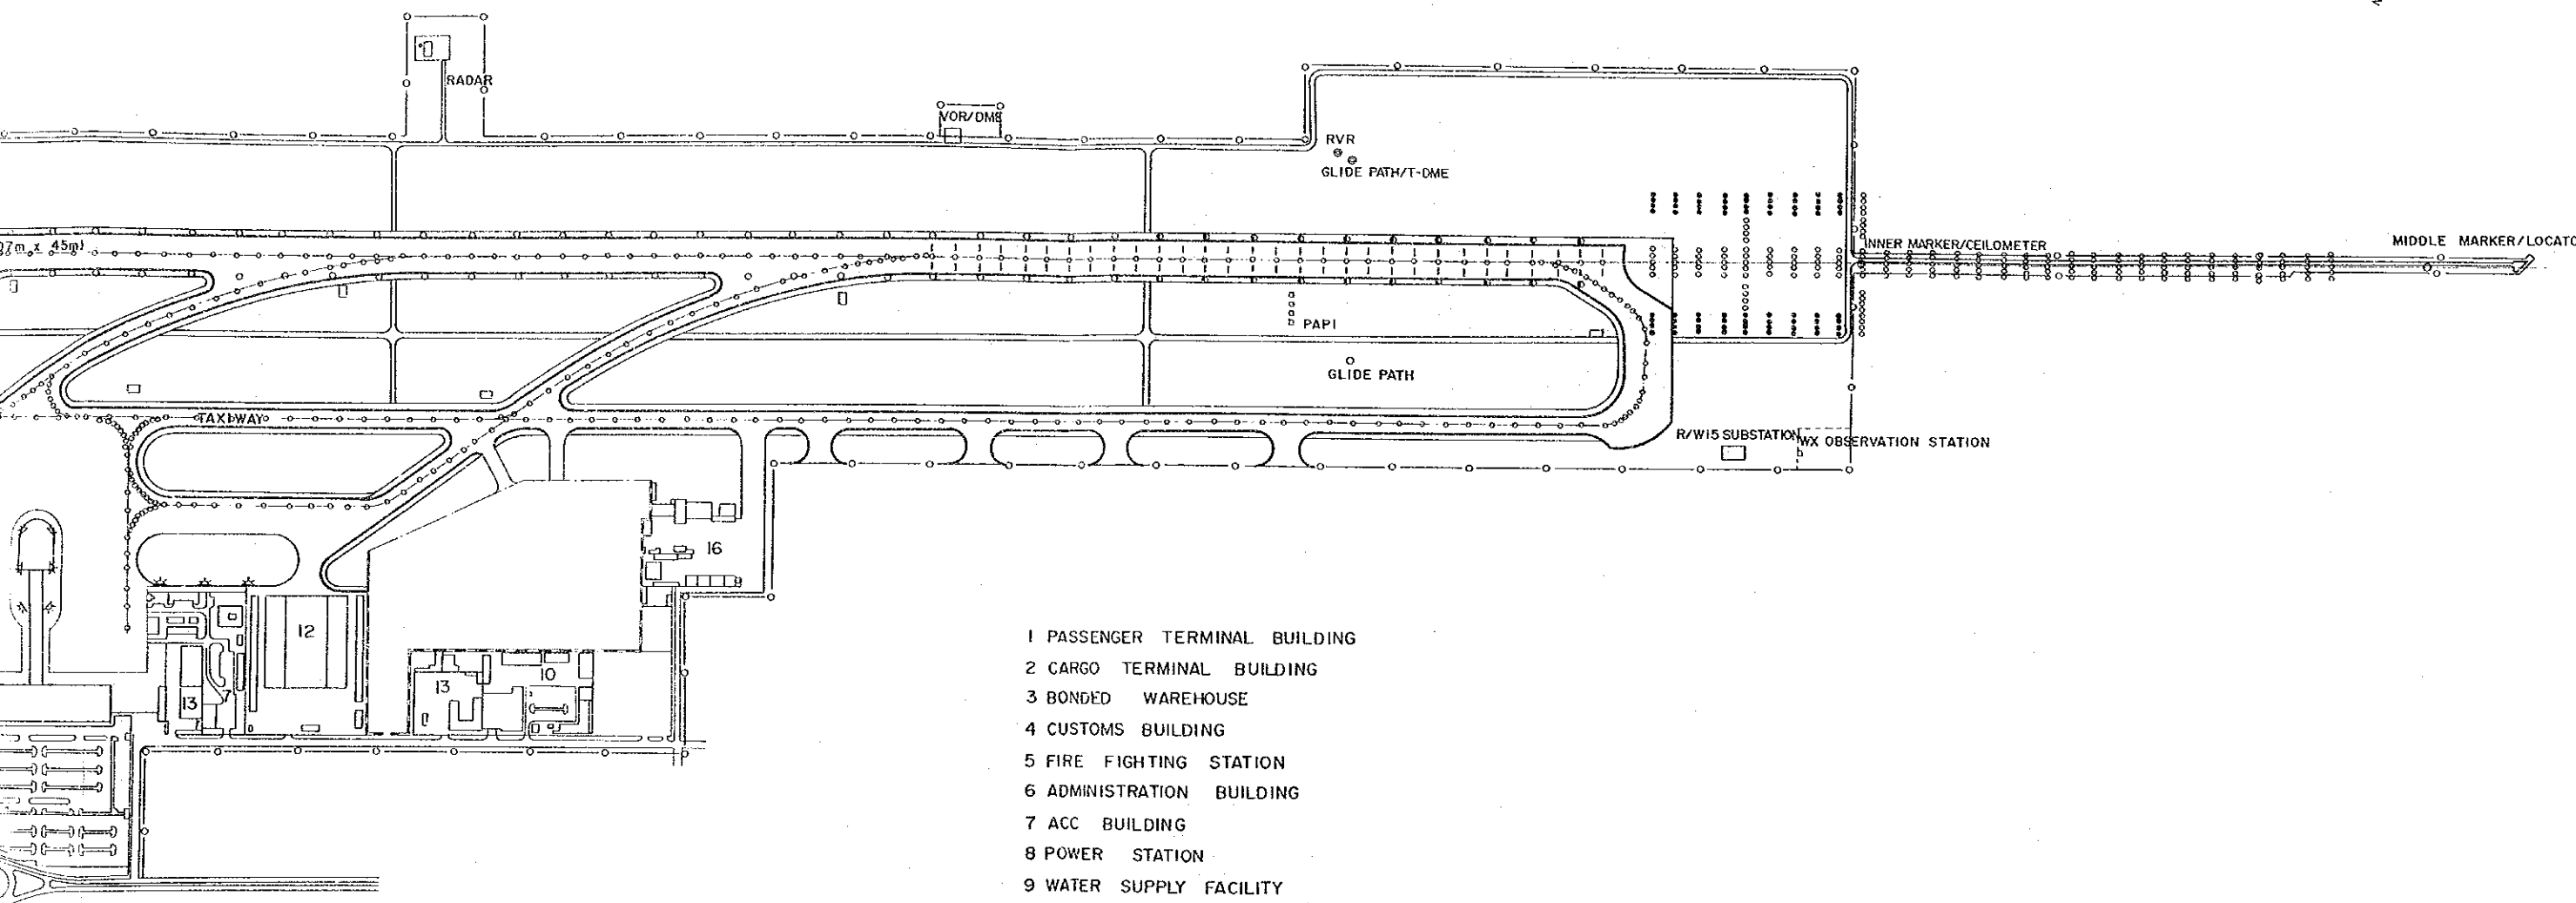 RADAR
VOR/DME
RVR
GLIDE PATH/T-DME
07m x 45m)
INNER MARKER/CEILOMETER
MIDDLE MARKER/LOCATO
PAPI
GLIDE PATH
TAXIWAY
R/W15 SUBSTATION
WX OBSERVATION STATION
16
12
13
7
13
10
1 PASSENGER TERMINAL BUILDING
2 CARGO TERMINAL BUILDING
3 BONDED WAREHOUSE
4 CUSTOMS BUILDING
5 FIRE FIGHTING STATION
6 ADMINISTRATION BUILDING
7 ACC BUILDING
8 POWER STATION
9 WATER SUPPLY FACILITY